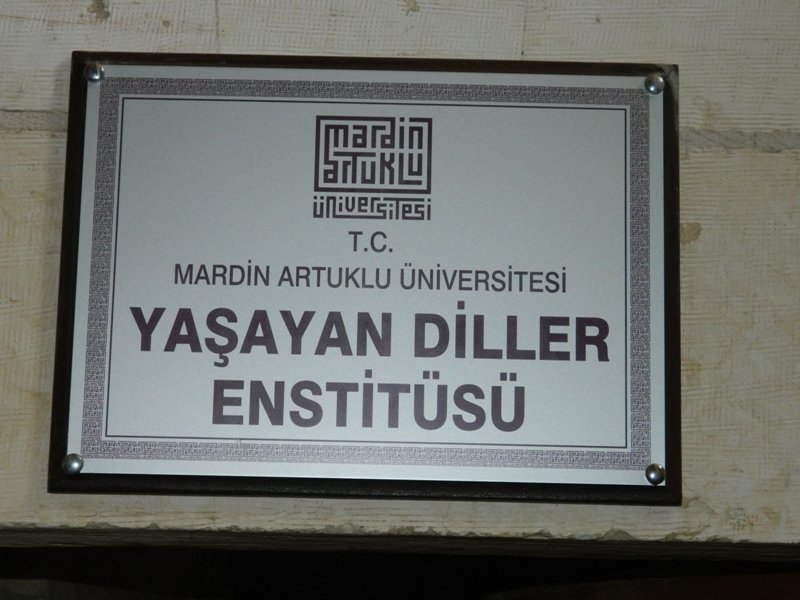 mardin
artuklu
üniversitesi
T.C.
MARDİN ARTUKLU ÜNİVERSİTESİ
YAŞAYAN DİLLER
ENSTİTÜSÜ